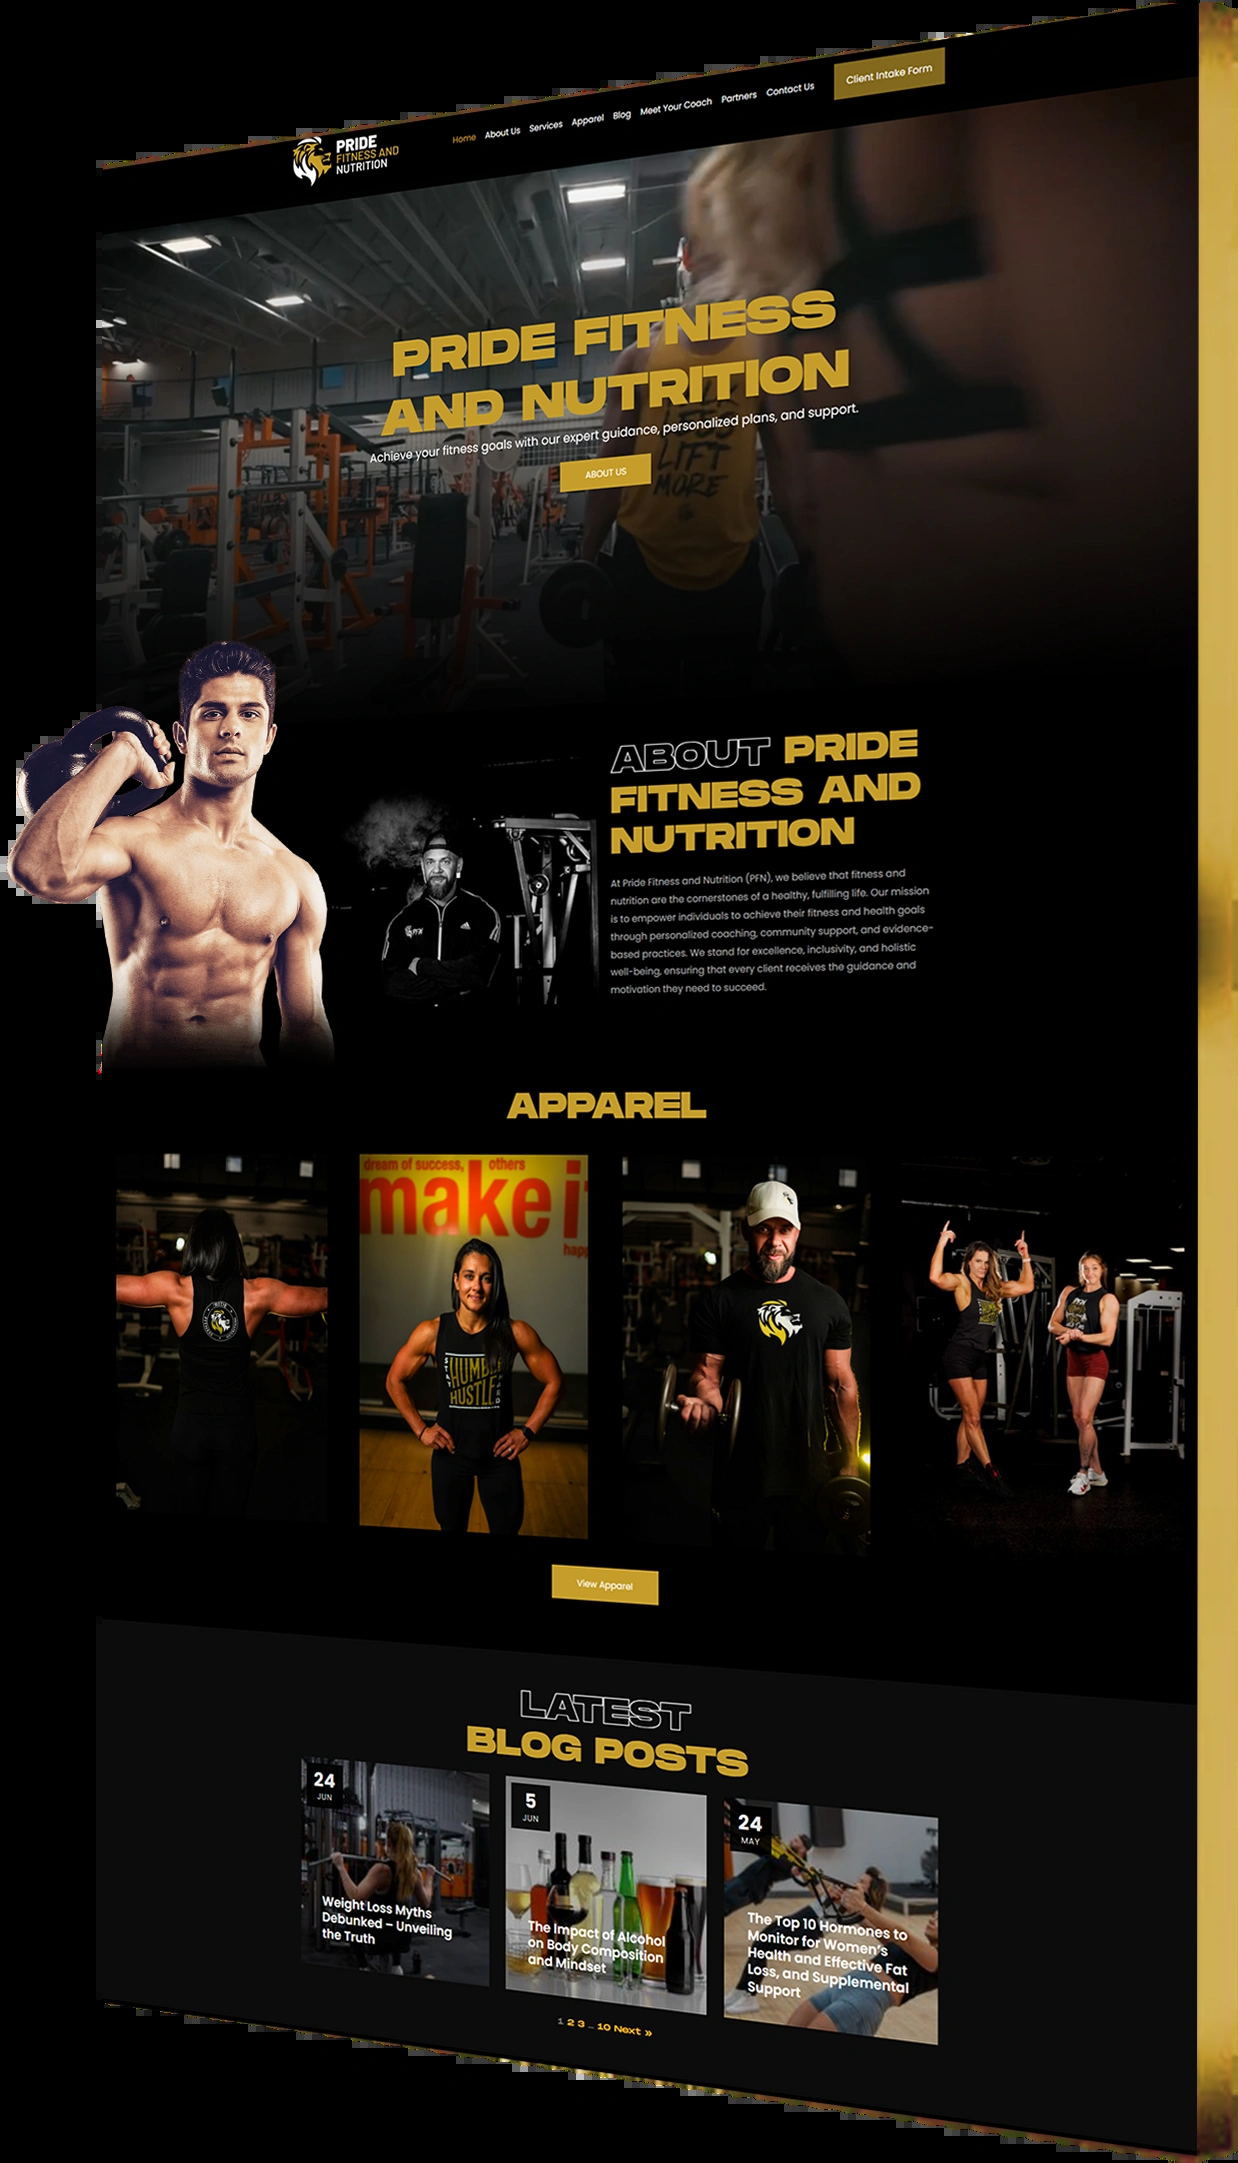 PRIDE
FITNESS AND
NUTRITION
Home About Us Services Apparel Blog Meet Your Coach Partners Contact Us
Client Intake Form
PRIDE FITNESS
AND NUTRITION
Achieve your fitness goals with our expert guidance, personalized plans, and support.
ABOUT US
LIFT
MORE
ABOUT PRIDE
FITNESS AND
NUTRITION
At Pride Fitness and Nutrition (PFN), we believe that fitness and
nutrition are the cornerstones of a healthy, fulfilling life. Our mission
is to empower individuals to achieve their fitness and health goals
through personalized coaching, community support, and evidence-
based practices. We stand for excellence, inclusivity, and holistic
well-being, ensuring that every client receives the guidance and
motivation they need to succeed.
PFN
APPAREL
dream of success, others
make i
happ
STAY
HUMB
HUSTLE
HARD
PFN
View Apparel
LATEST
BLOG POSTS
24
JUN
Weight Loss Myths
Debunked – Unveiling
the Truth
5
JUN
The Impact of Alcohol
on Body Composition
and Mindset
24
MAY
The Top 10 Hormones to
Monitor for Women's
Health and Effective Fat
Loss, and Supplemental
Support
1 2 3 ... 10 Next »